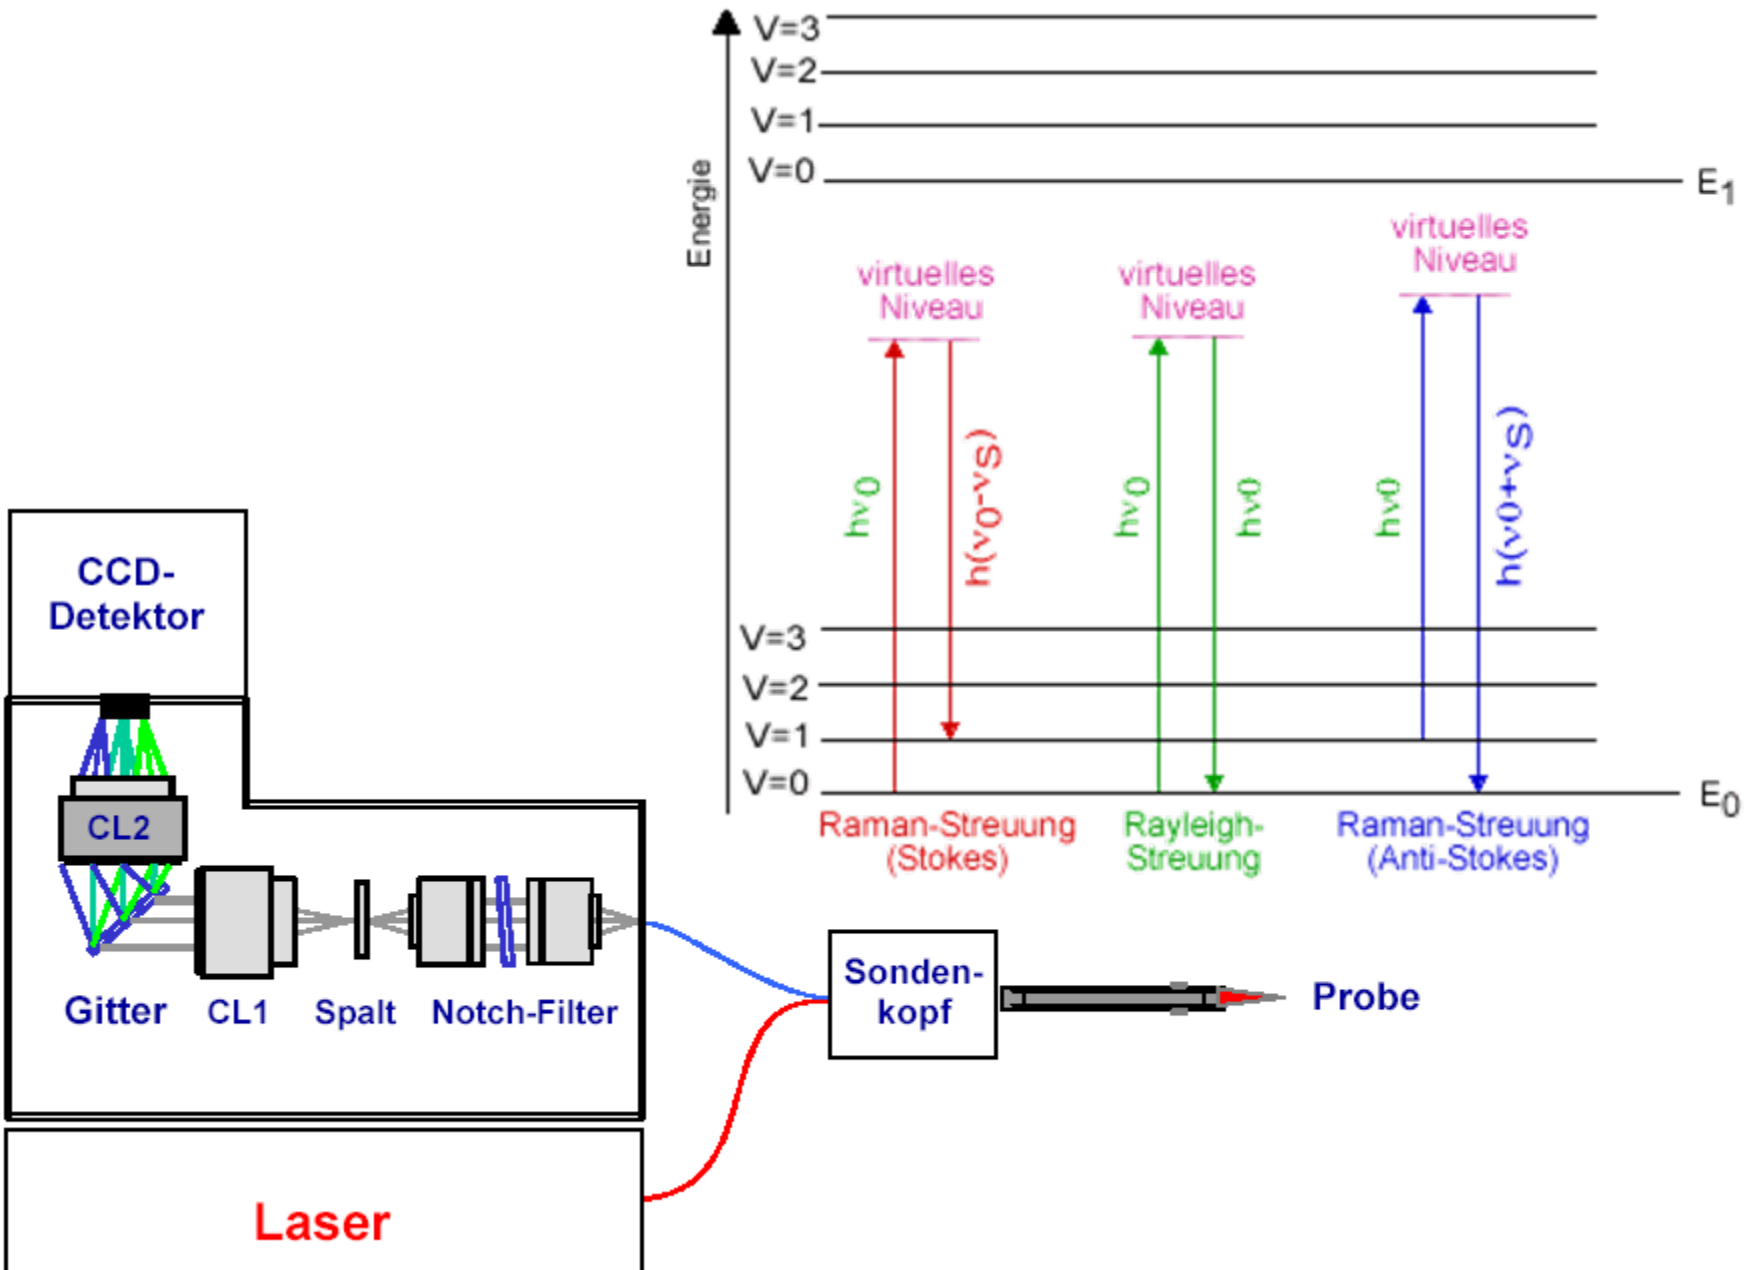 V=3
V=2
V=1
V=0
E1
Energie
virtuelles
Niveau
virtuelles
Niveau
virtuelles
Niveau
hν0
h(ν0-νS)
hν0
hν0
hν0
h(ν0+νS)
V=3
V=2
V=1
V=0
E0
Raman-Streuung
(Stokes)
Rayleigh-
Streuung
Raman-Streuung
(Anti-Stokes)
CCD-
Detektor
CL2
Gitter
CL1
Spalt
Notch-Filter
Sonden-
kopf
Probe
Laser